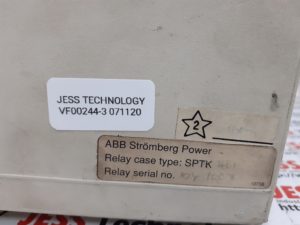 JESS TECHNOLOGY
VF00244-3 071120
2
ABB Strömberg Power
Relay case type: SPTK
Relay serial no.